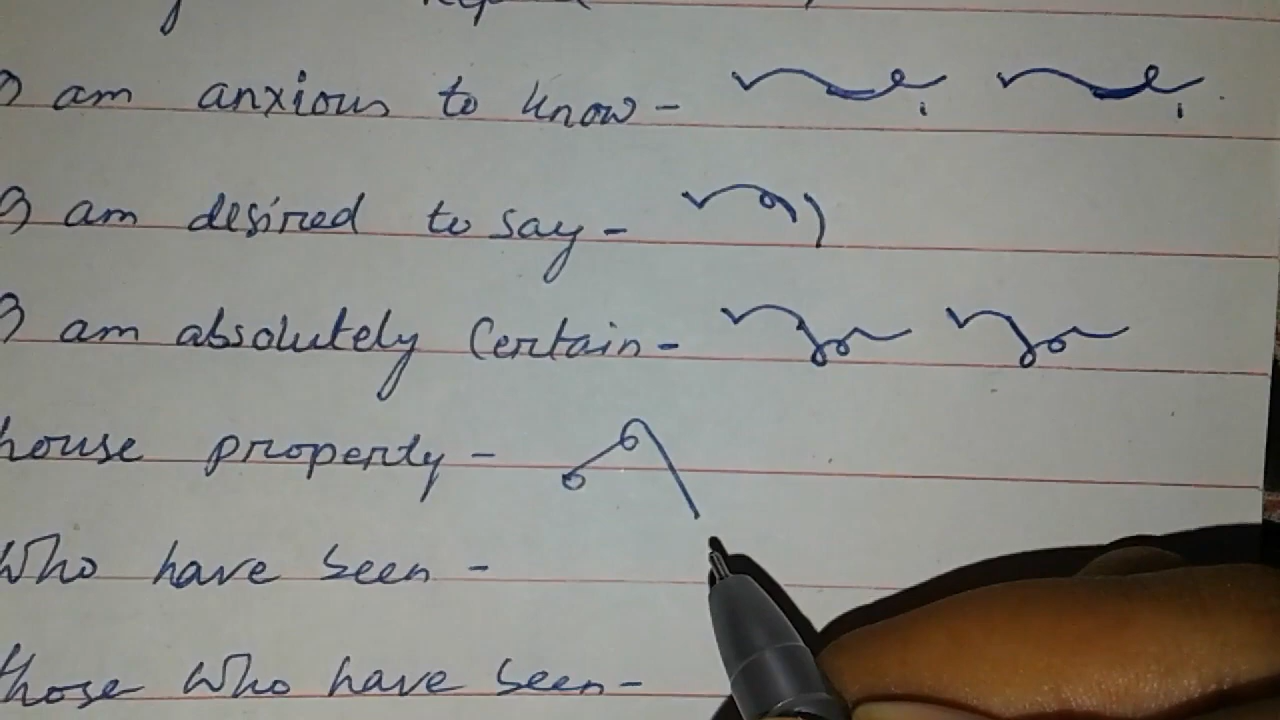 I am anxious to know -
I am desired to say -
I am absolutely Certain -
house property -
Who have seen -
those who have seen -